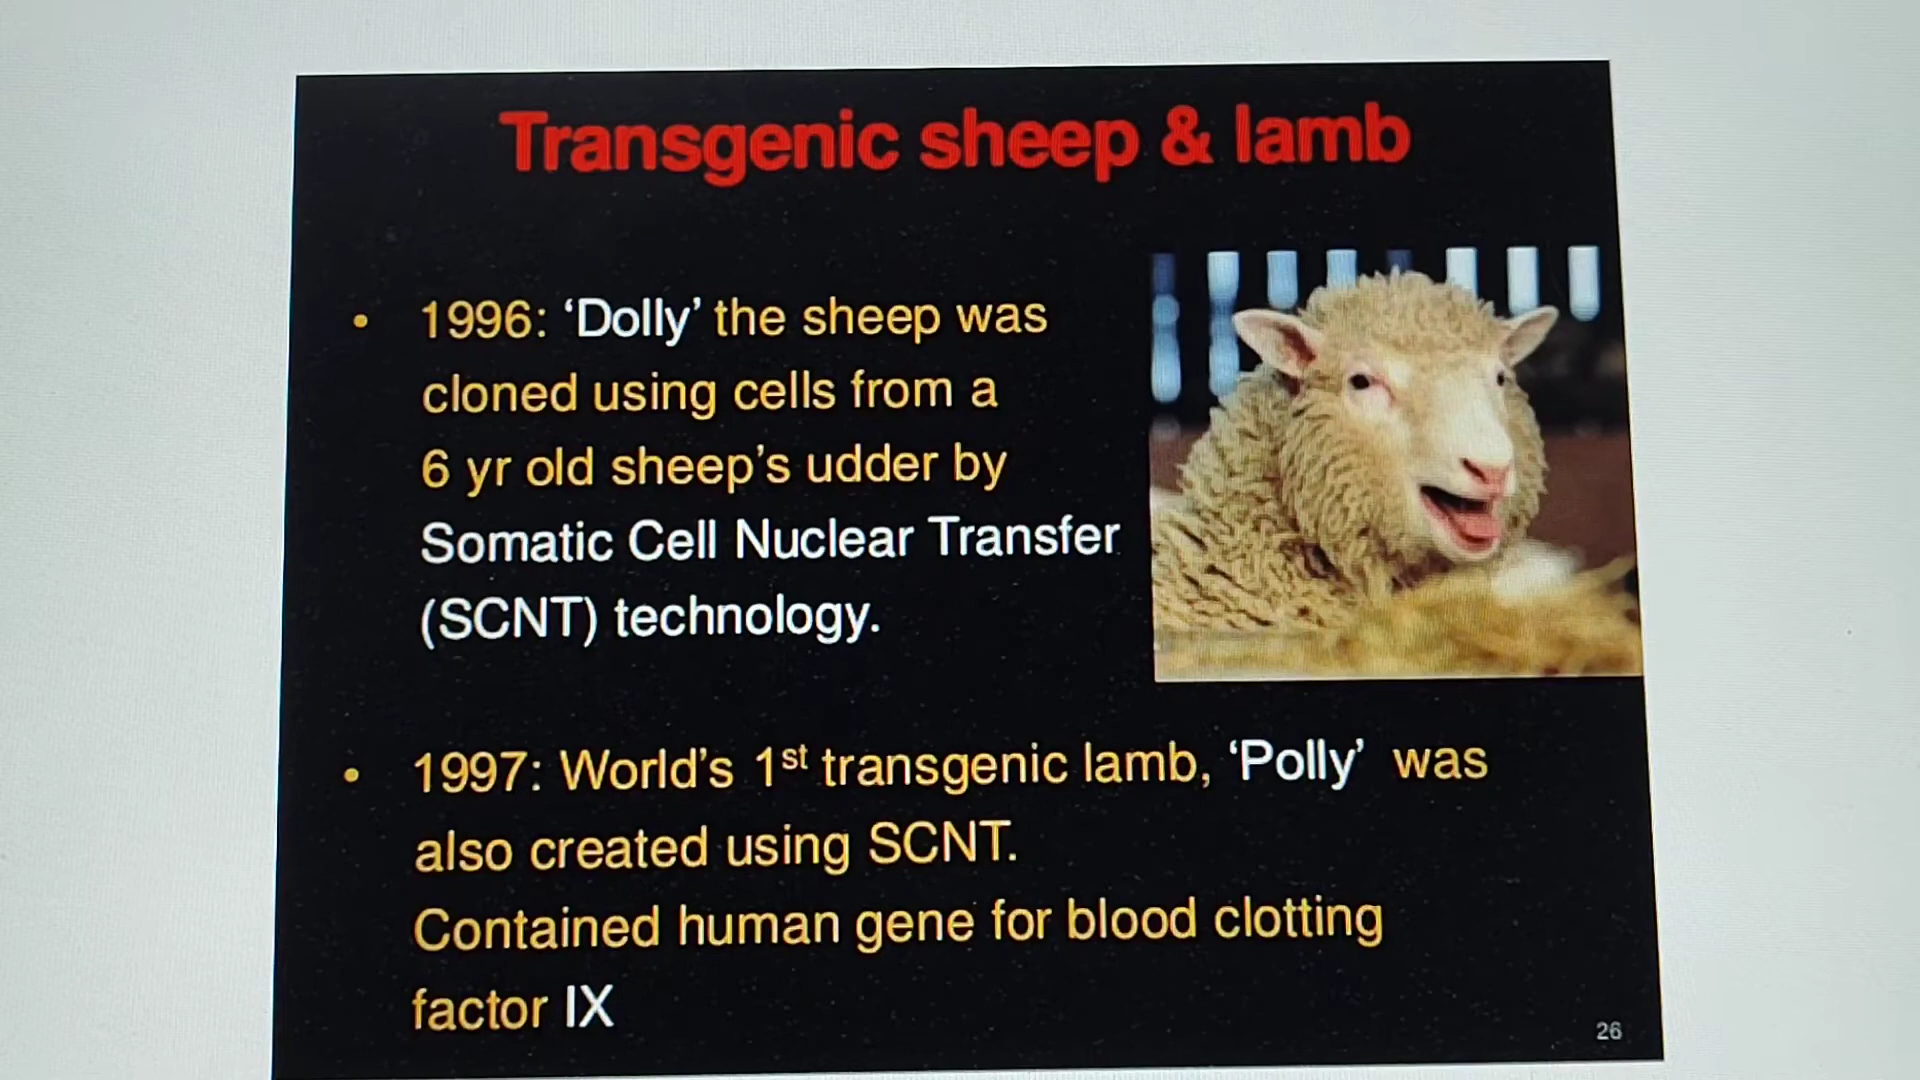 Transgenic sheep & lamb
• 1996: ‘Dolly’ the sheep was
cloned using cells from a
6 yr old sheep’s udder by
Somatic Cell Nuclear Transfer
(SCNT) technology.
• 1997: World’s 1st transgenic lamb, ‘Polly’ was
also created using SCNT.
Contained human gene for blood clotting
factor IX
26